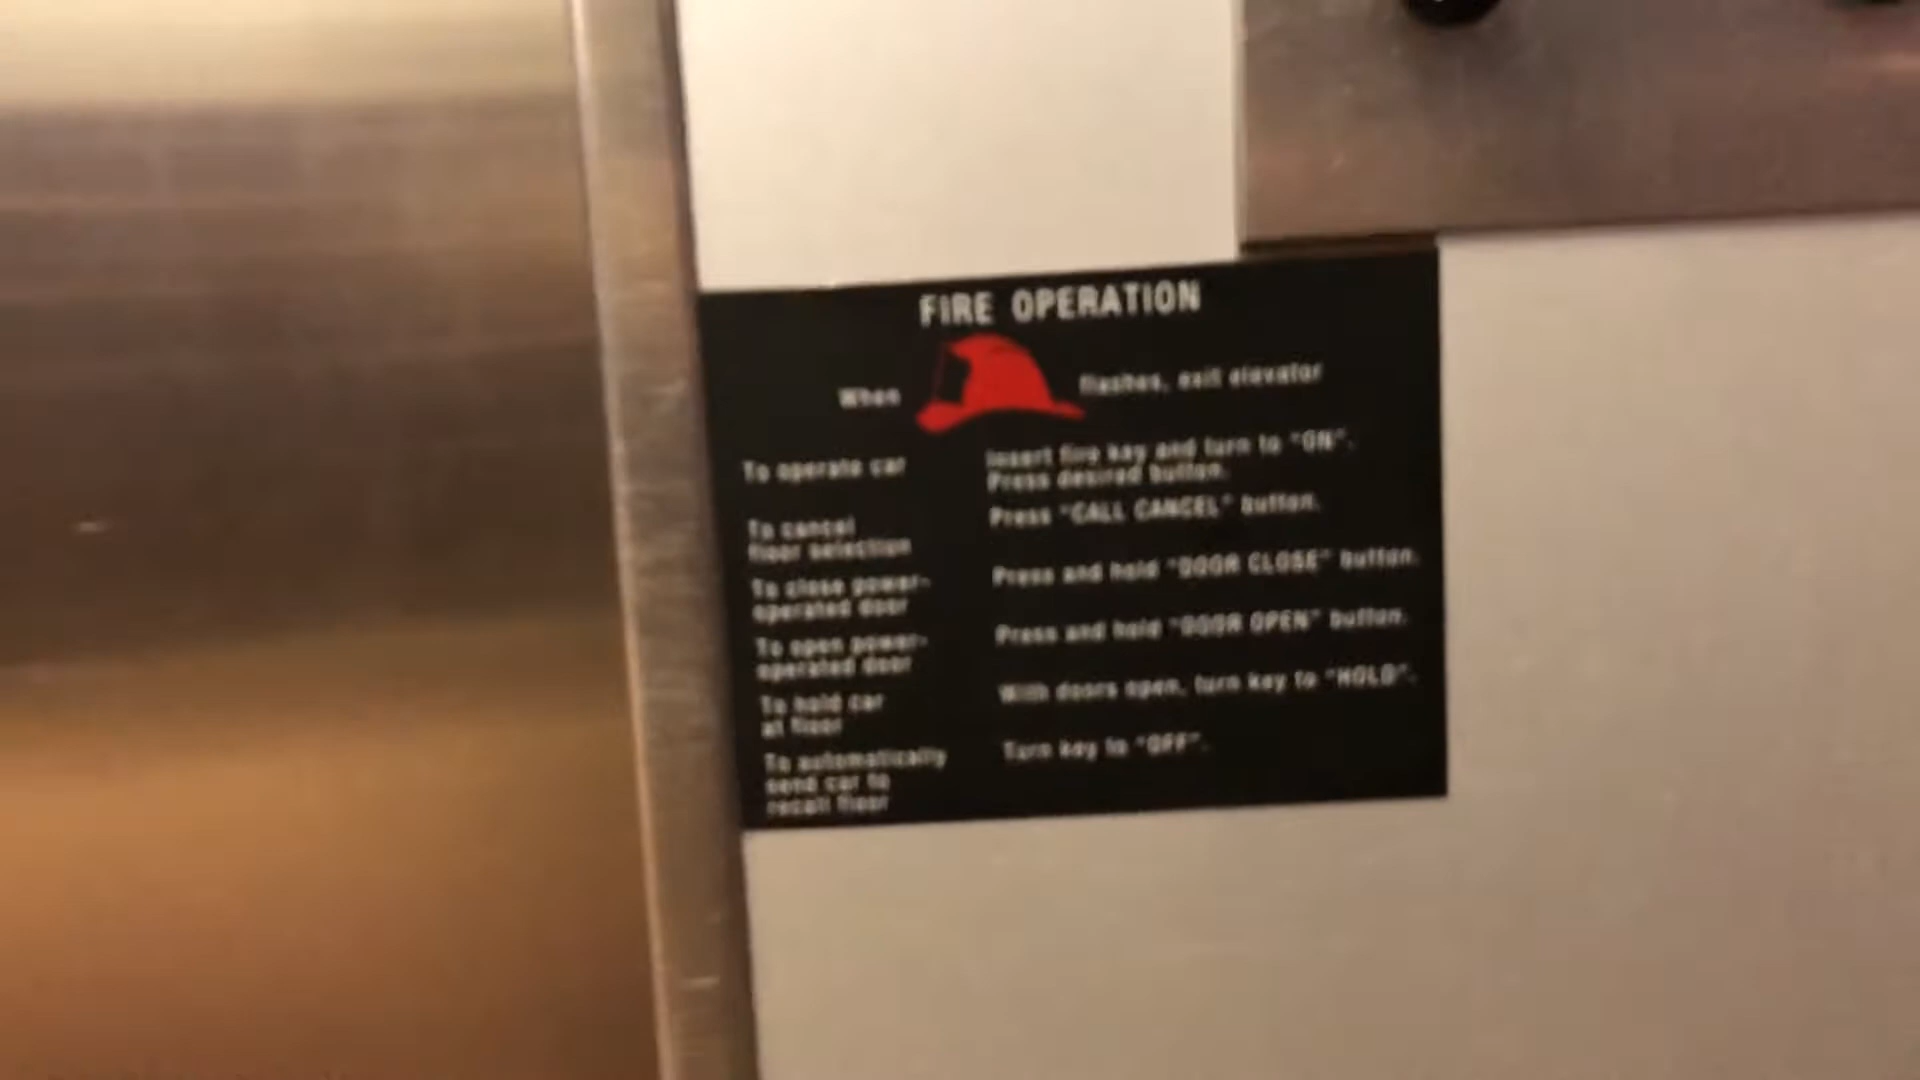 FIRE OPERATION
When flashes, exit elevator
To operate car
Insert fire key and turn to "ON".
Press desired button.
To cancel
floor selection
Press "CALL CANCEL" button.
To close power-
operated door
Press and hold "DOOR CLOSE" button.
To open power-
operated door
Press and hold "DOOR OPEN" button.
To hold car
at floor
With doors open, turn key to "HOLD".
To automatically
send car to
recall floor
Turn key to "OFF".